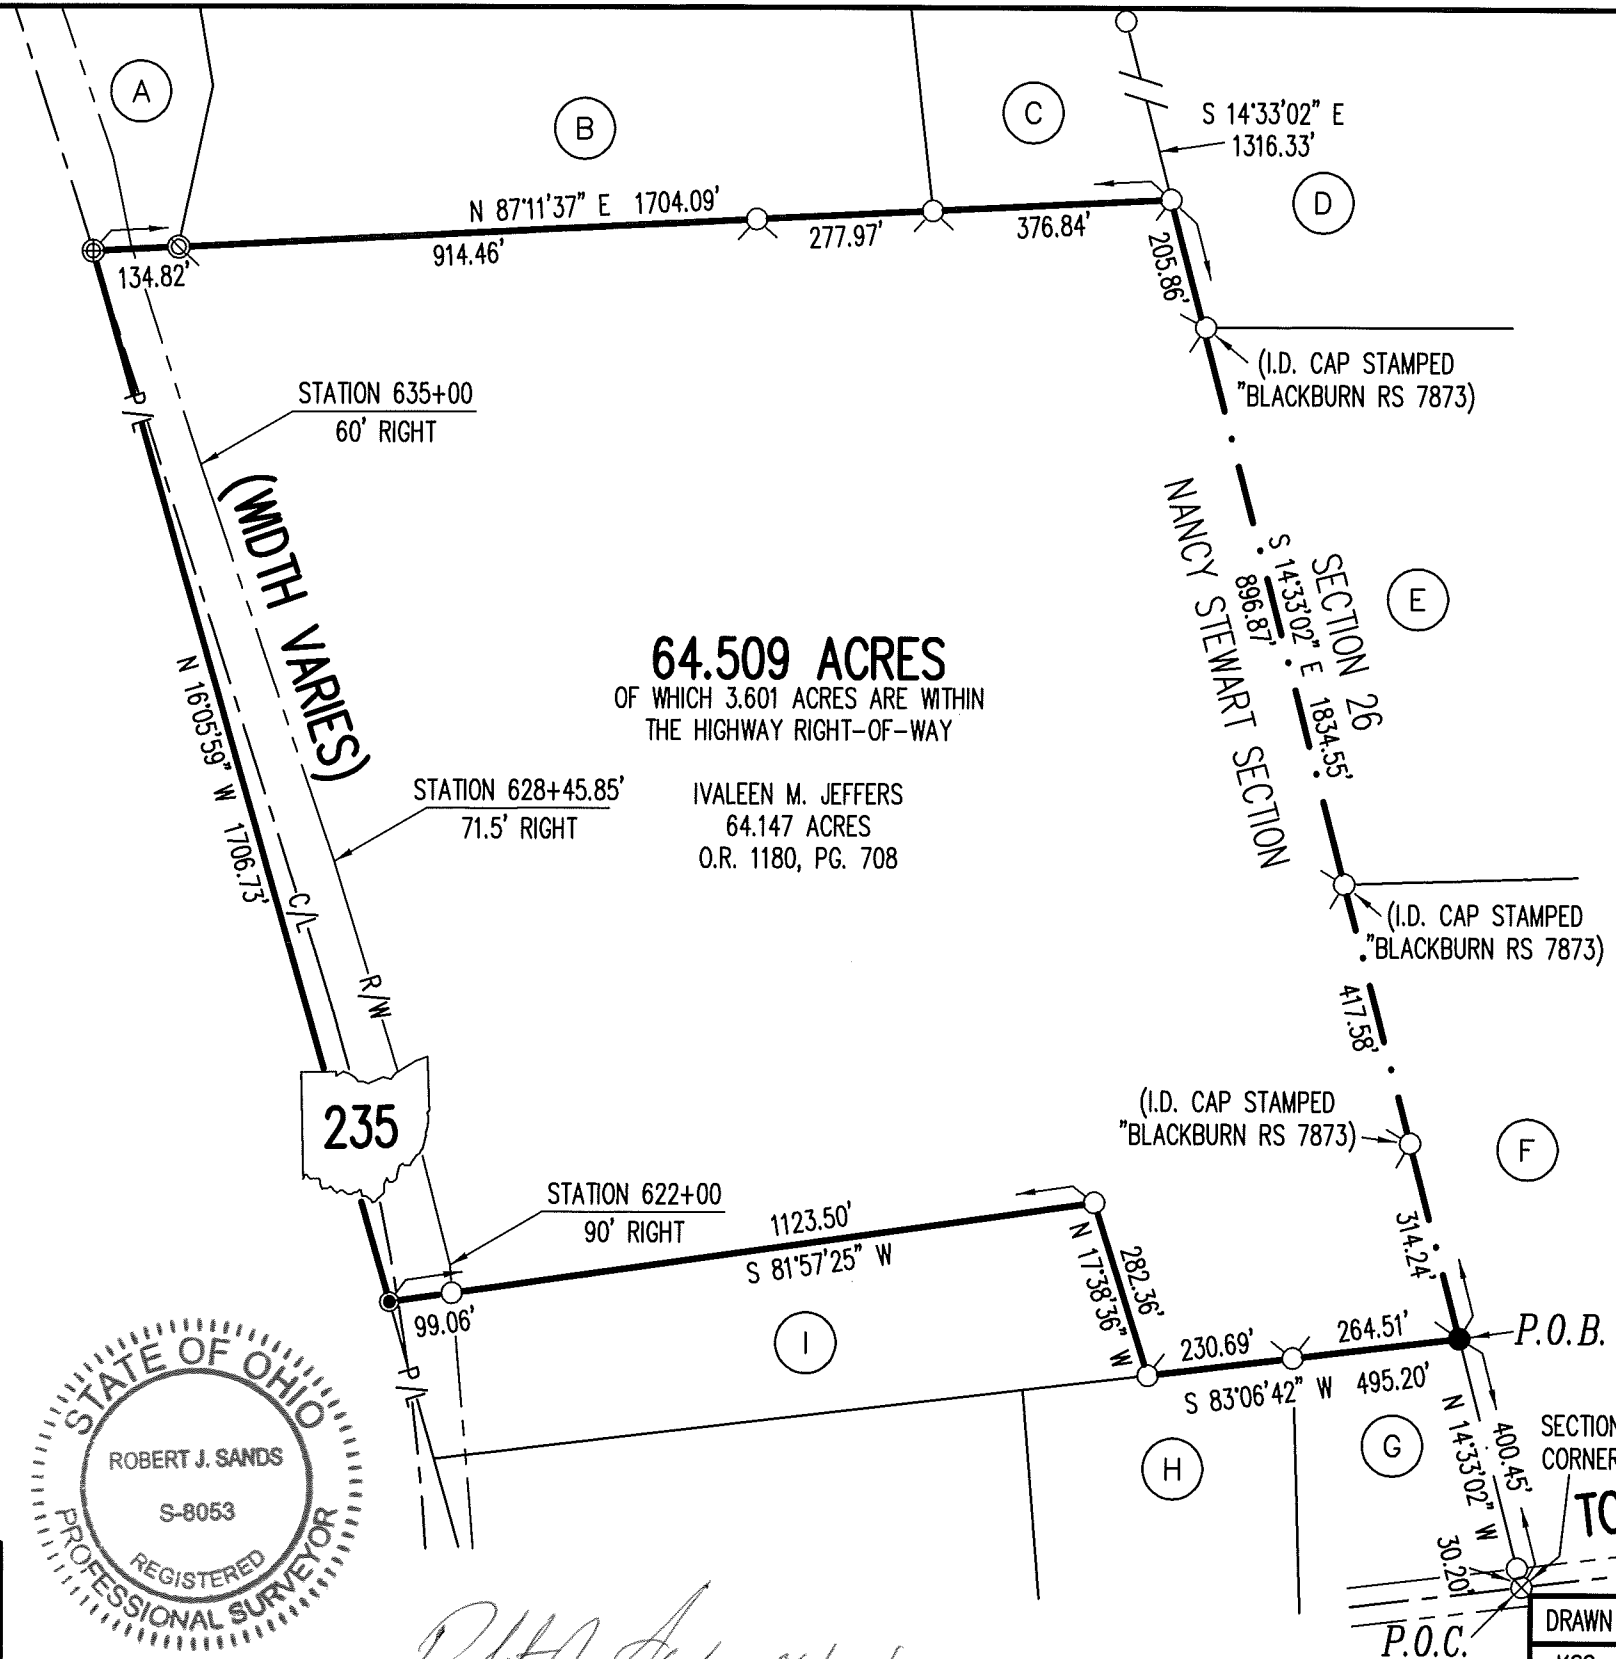 A
B
C
S 14°33'02" E
1316.33'
D
N 87°11'37" E 1704.09'
134.82'
914.46'
277.97'
376.84'
205.86'
(I.D. CAP STAMPED
"BLACKBURN RS 7873)
STATION 635+00
60' RIGHT
P/L
(WIDTH VARIES)
NANCY STEWART SECTION
SECTION 26
S 14°33'02" E 1834.55'
896.87'
E
64.509 ACRES
OF WHICH 3.601 ACRES ARE WITHIN
THE HIGHWAY RIGHT-OF-WAY
N 16°05'59" W 1706.73'
STATION 628+45.85'
71.5' RIGHT
IVALEEN M. JEFFERS
64.147 ACRES
O.R. 1180, PG. 708
C/L
R/W
(I.D. CAP STAMPED
"BLACKBURN RS 7873)
417.58'
235
(I.D. CAP STAMPED
"BLACKBURN RS 7873)
F
STATION 622+00
90' RIGHT
1123.50'
S 81°57'25" W
N 17°38'36" W
282.36'
314.24'
99.06'
I
230.69'
264.51'
P.O.B.
S 83°06'42" W 495.20'
P/L
H
G
N 14°33'02" W
400.45'
SECTION
CORNER
TO
30.20'
P.O.C.
DRAWN
STATE OF OHIO
ROBERT J. SANDS
S-8053
REGISTERED
PROFESSIONAL SURVEYOR